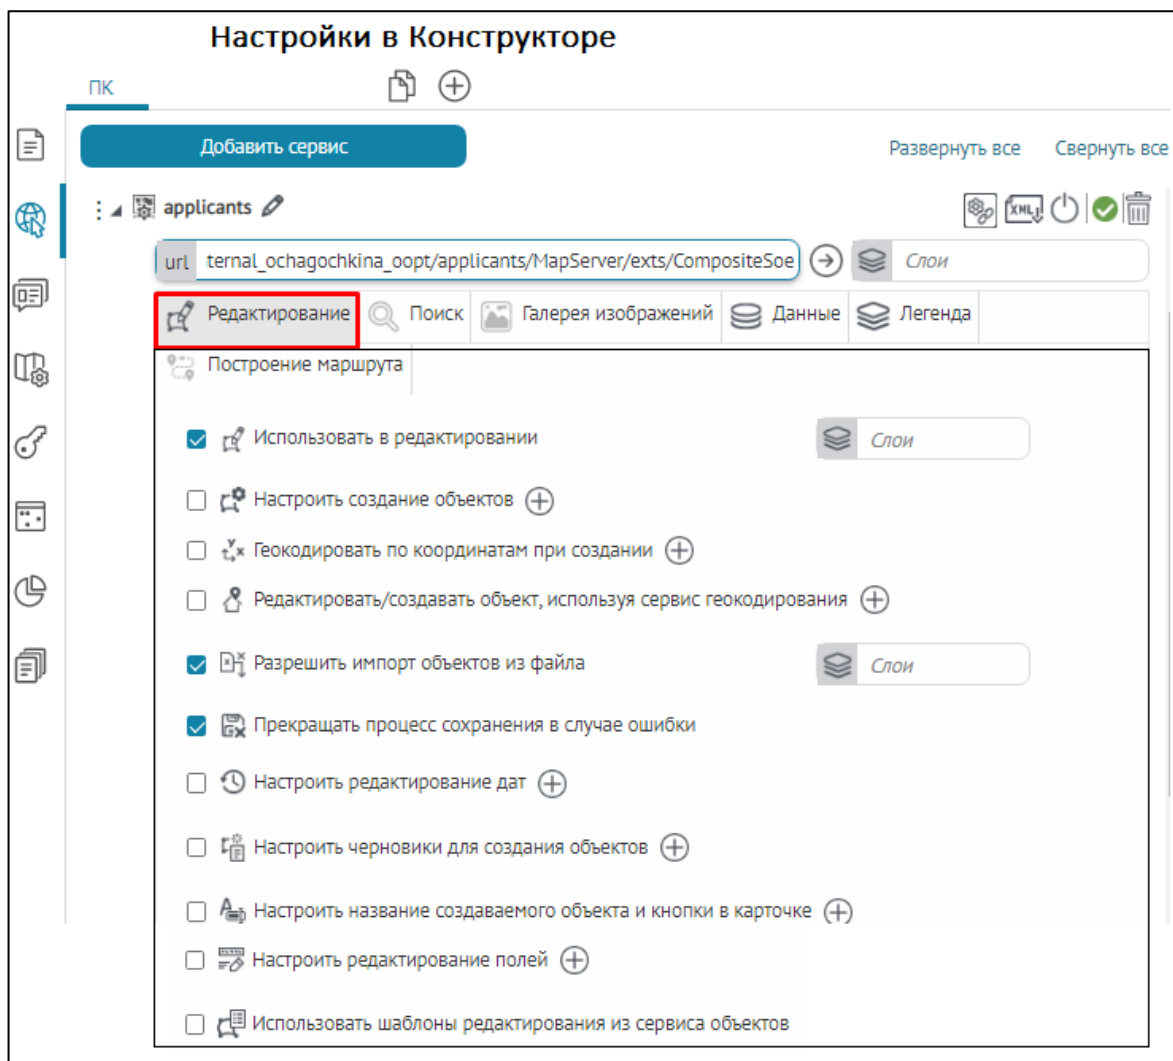 Настройки в Конструкторе
ПК
Добавить сервис
Развернуть все
Свернуть все
applicants
XML
url ternal_ochagochkina_oopt/applicants/MapServer/exts/CompositeSoe
Слои
Редактирование
Поиск
Галерея изображений
Данные
Легенда
Построение маршрута
Использовать в редактировании
Слои
Настроить создание объектов
Геокодировать по координатам при создании
Редактировать/создавать объект, используя сервис геокодирования
Разрешить импорт объектов из файла
Слои
Прекращать процесс сохранения в случае ошибки
Настроить редактирование дат
Настроить черновики для создания объектов
Настроить название создаваемого объекта и кнопки в карточке
Настроить редактирование полей
Использовать шаблоны редактирования из сервиса объектов